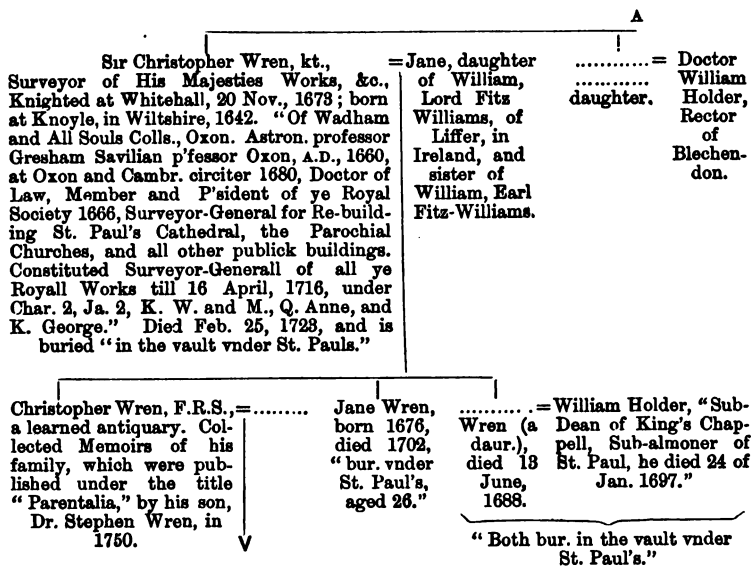 A
Sir Christopher Wren, kt.,
Surveyor of His Majesties Works, &c.,
Knighted at Whitehall, 20 Nov., 1673; born
at Knoyle, in Wiltshire, 1642. "Of Wadham
and All Souls Colls., Oxon. Astron. professor
Gresham Savilian p'fessor Oxon, A.D., 1660,
at Oxon and Cambr. circiter 1680, Doctor of
Law, Member and P'sident of ye Royal
Society 1666, Surveyor-General for Re-build-
ing St. Paul's Cathedral, the Parochial
Churches, and all other publick buildings.
Constituted Surveyor-Generall of all ye
Royall Works till 16 April, 1716, under
Char. 2, Ja. 2, K. W. and M., Q. Anne, and
K. George." Died Feb. 25, 1723, and is
buried "in the vault vnder St. Pauls."
=Jane, daughter
of William,
Lord Fitz
Williams, of
Liffer, in
Ireland, and
sister of
William, Earl
Fitz-Williams.
............
............
daughter.
= Doctor
William
Holder,
Rector
of
Blechen-
don.
Christopher Wren, F.R.S.,=.........
a learned antiquary. Col-
lected Memoirs of his
family, which were pub-
lished under the title
"Parentalia," by his son,
Dr. Stephen Wren, in
1750.
Jane Wren,
born 1676,
died 1702,
"bur. vnder
St. Paul's,
aged 26."
..........
Wren (a
daur.),
died 13
June,
1688.
=William Holder, "Sub-
Dean of King's Chap-
pell, Sub-almoner of
St. Paul, he died 24 of
Jan. 1697."
"Both bur. in the vault vnder
St. Paul's."